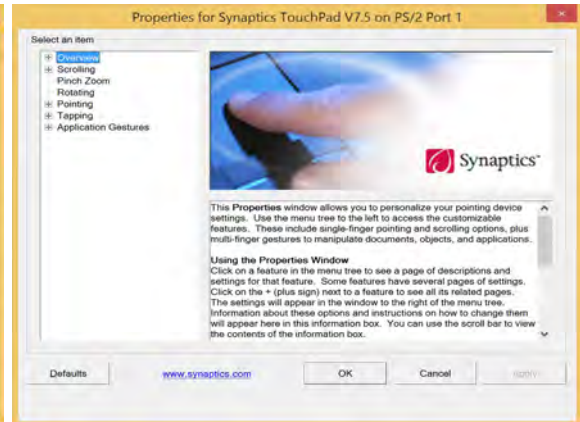 Properties for Synaptics TouchPad V7.5 on PS/2 Port 1
Select an item
Overview
Scrolling
Pinch Zoom
Rotating
Pointing
Tapping
Application Gestures
Synaptics
This Properties window allows you to personalize your pointing device
settings. Use the menu tree to the left to access the customizable
features. These include single-finger pointing and scrolling options, plus
multi-finger gestures to manipulate documents, objects, and applications.
Using the Properties Window
Click on a feature in the menu tree to see a page of descriptions and
settings for that feature. Some features have several pages of settings.
Click on the + (plus sign) next to a feature to see all its related pages.
The settings will appear in the window to the right of the menu tree.
Information about these options and instructions on how to change them
will appear here in this information box. You can use the scroll bar to view
the contents of the information box.
Defaults
www.synaptics.com
OK
Cancel
Apply